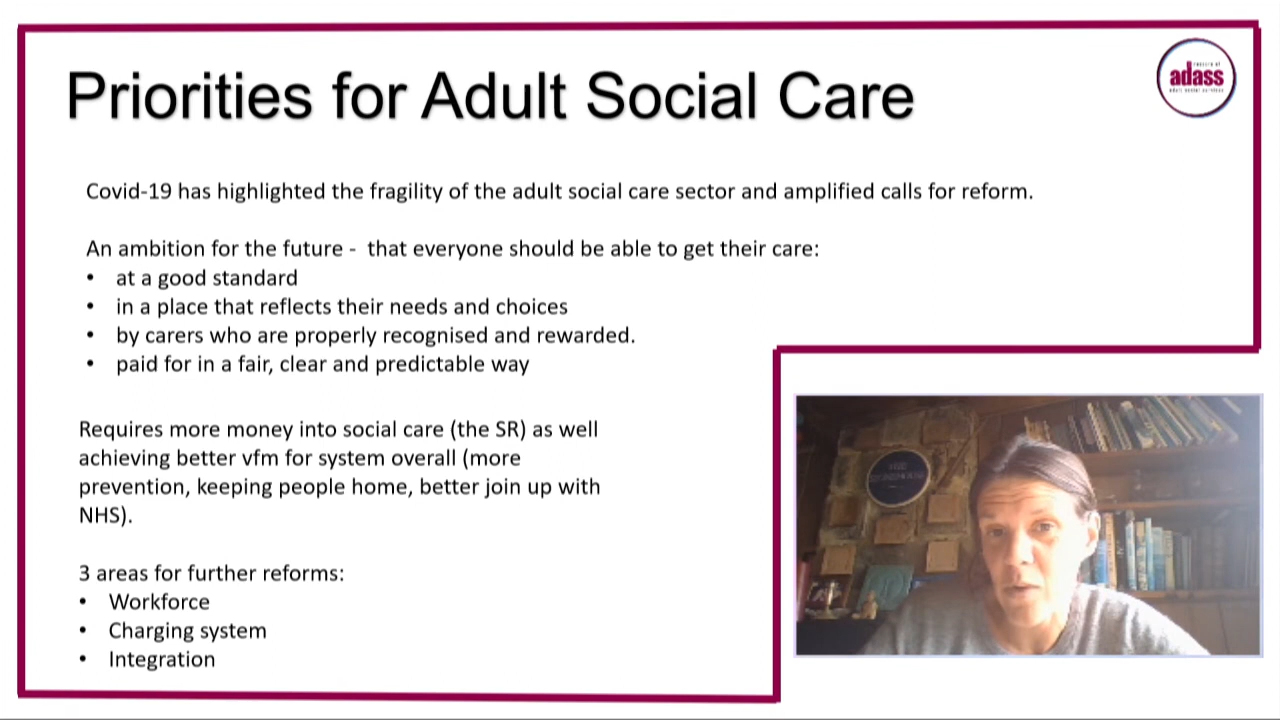 Priorities for Adult Social Care
adass
Covid-19 has highlighted the fragility of the adult social care sector and amplified calls for reform.
An ambition for the future -  that everyone should be able to get their care:
• at a good standard
• in a place that reflects their needs and choices
• by carers who are properly recognised and rewarded.
• paid for in a fair, clear and predictable way
Requires more money into social care (the SR) as well
achieving better vfm for system overall (more
prevention, keeping people home, better join up with
NHS).
3 areas for further reforms:
• Workforce
• Charging system
• Integration